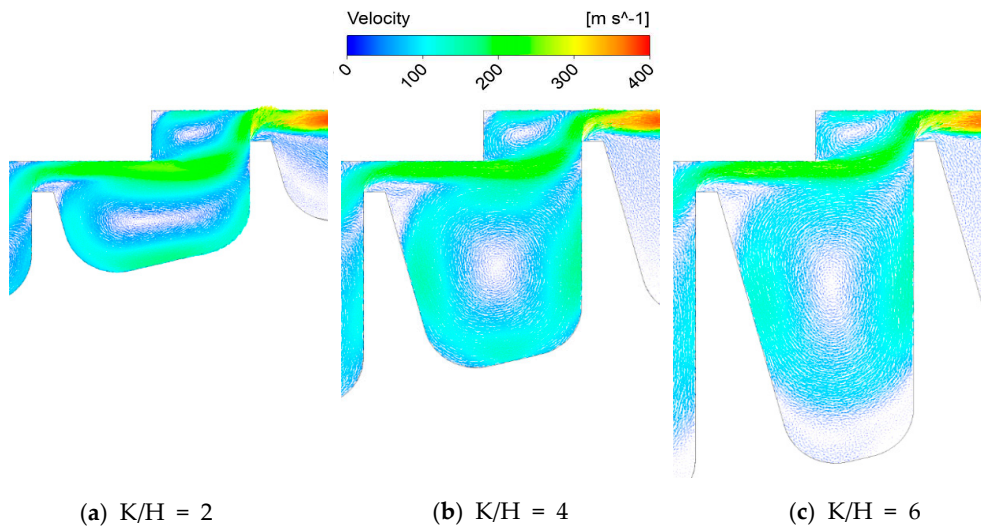 Velocity [m s^-1]
0 100 200 300 400
(a) K/H = 2 (b) K/H = 4 (c) K/H = 6